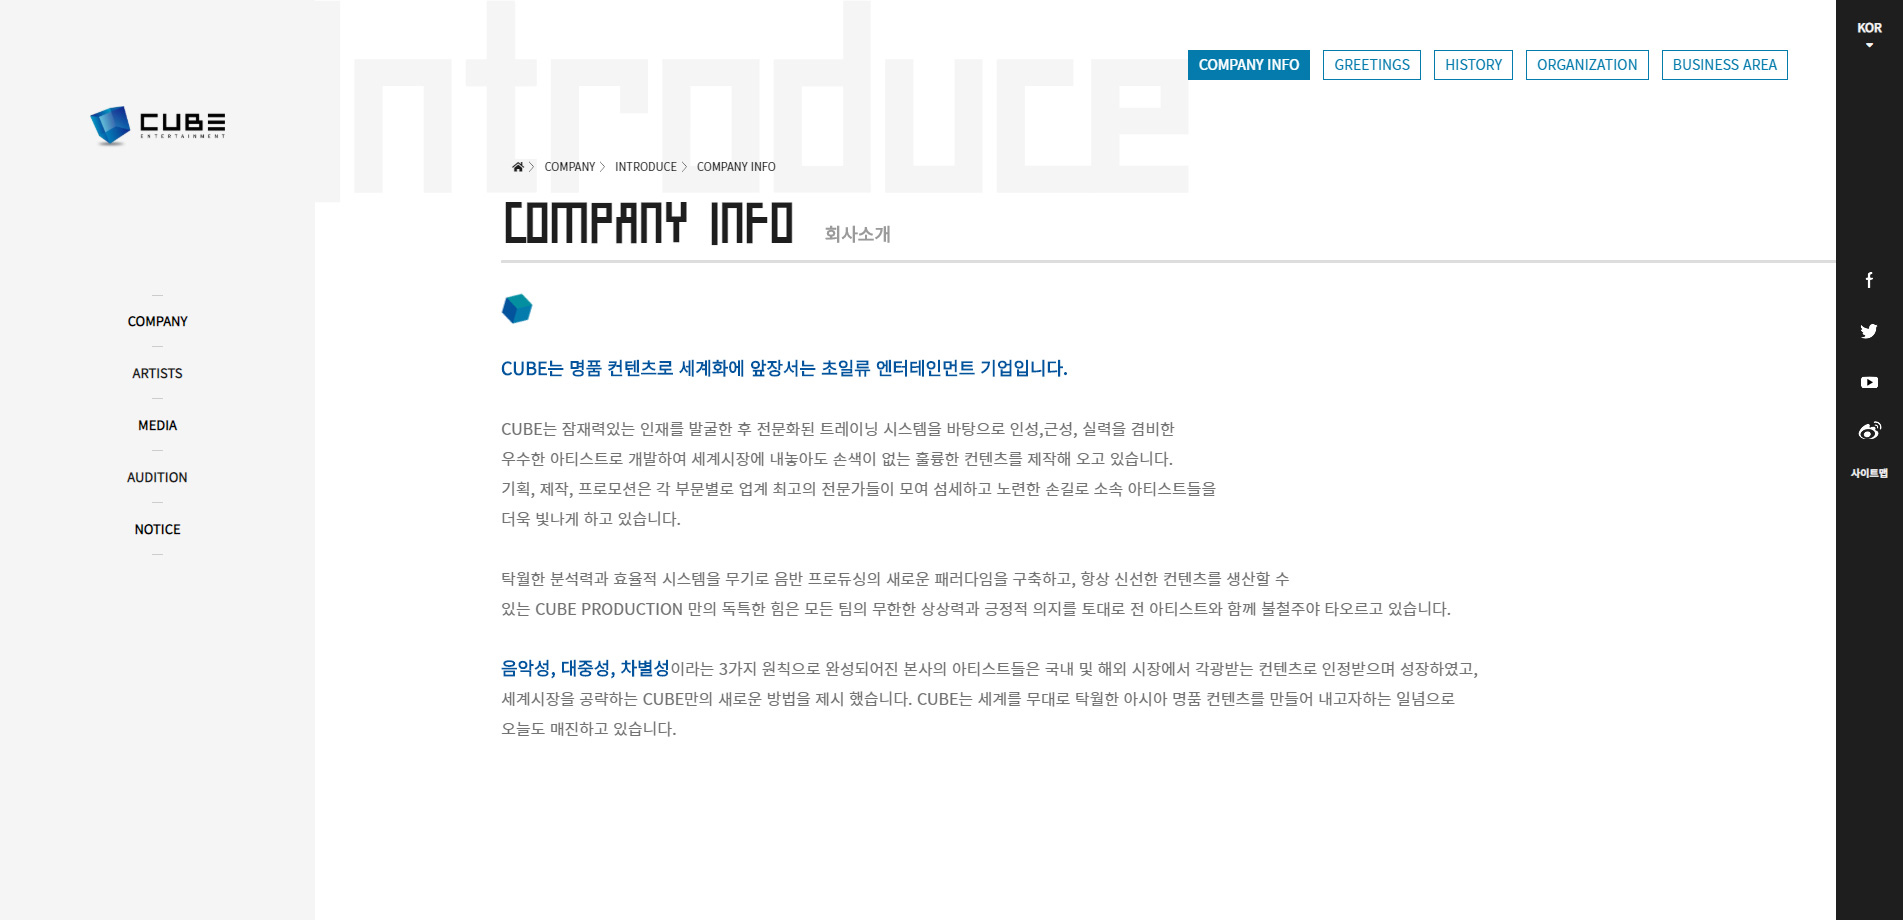 ntroduce
KOR
COMPANY INFO
GREETINGS
HISTORY
ORGANIZATION
BUSINESS AREA
CUBE
ENTERTAINMENT
COMPANY
INTRODUCE
COMPANY INFO
COMPANY INFO
회사소개
COMPANY
ARTISTS
MEDIA
AUDITION
NOTICE
CUBE는 명품 컨텐츠로 세계화에 앞장서는 초일류 엔터테인먼트 기업입니다.
CUBE는 잠재력있는 인재를 발굴한 후 전문화된 트레이닝 시스템을 바탕으로 인성,근성, 실력을 겸비한
우수한 아티스트로 개발하여 세계시장에 내놓아도 손색이 없는 훌륭한 컨텐츠를 제작해 오고 있습니다.
기획, 제작, 프로모션은 각 부문별로 업계 최고의 전문가들이 모여 섬세하고 노련한 손길로 소속 아티스트들을
더욱 빛나게 하고 있습니다.
탁월한 분석력과 효율적 시스템을 무기로 음반 프로듀싱의 새로운 패러다임을 구축하고, 항상 신선한 컨텐츠를 생산할 수
있는 CUBE PRODUCTION 만의 독특한 힘은 모든 팀의 무한한 상상력과 긍정적 의지를 토대로 전 아티스트와 함께 불철주야 타오르고 있습니다.
음악성, 대중성, 차별성이라는 3가지 원칙으로 완성되어진 본사의 아티스트들은 국내 및 해외 시장에서 각광받는 컨텐츠로 인정받으며 성장하였고,
세계시장을 공략하는 CUBE만의 새로운 방법을 제시 했습니다. CUBE는 세계를 무대로 탁월한 아시아 명품 컨텐츠를 만들어 내고자하는 일념으로
오늘도 매진하고 있습니다.
사이트맵